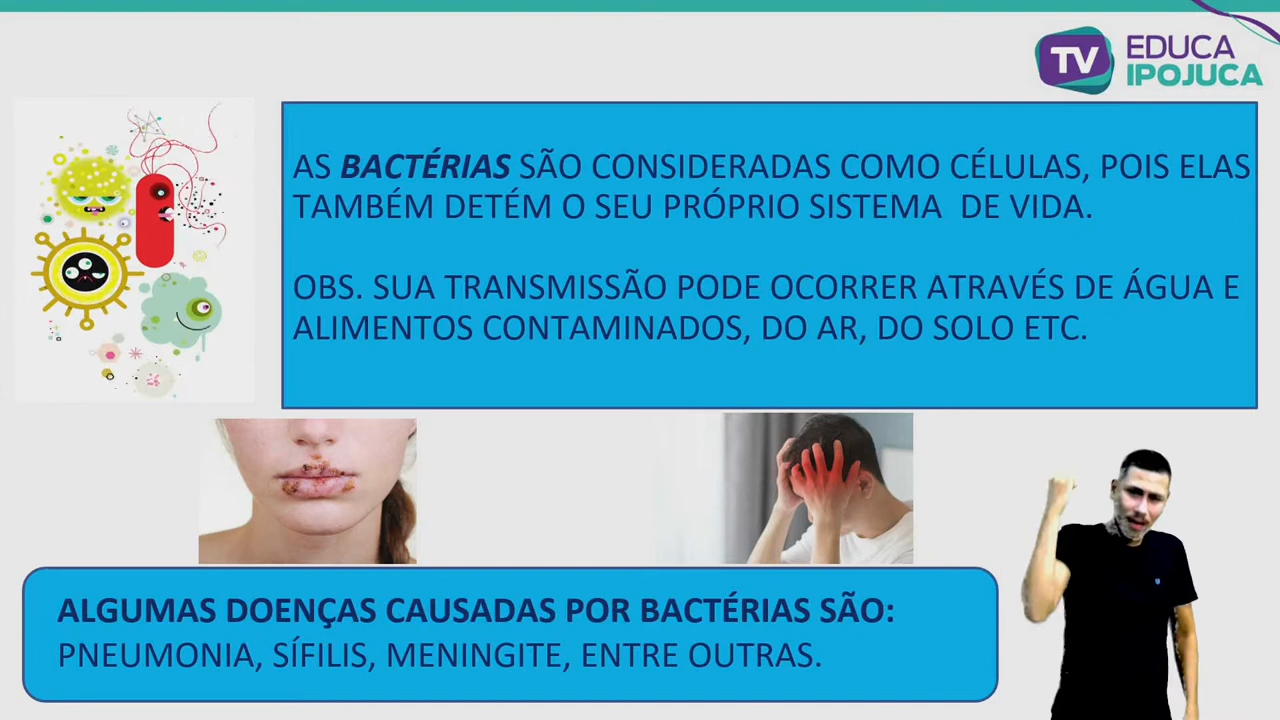 TV EDUCA
IPOJUCA
AS BACTÉRIAS SÃO CONSIDERADAS COMO CÉLULAS, POIS ELAS
TAMBÉM DETÉM O SEU PRÓPRIO SISTEMA DE VIDA.
OBS. SUA TRANSMISSÃO PODE OCORRER ATRAVÉS DE ÁGUA E
ALIMENTOS CONTAMINADOS, DO AR, DO SOLO ETC.
ALGUMAS DOENÇAS CAUSADAS POR BACTÉRIAS SÃO:
PNEUMONIA, SÍFILIS, MENINGITE, ENTRE OUTRAS.